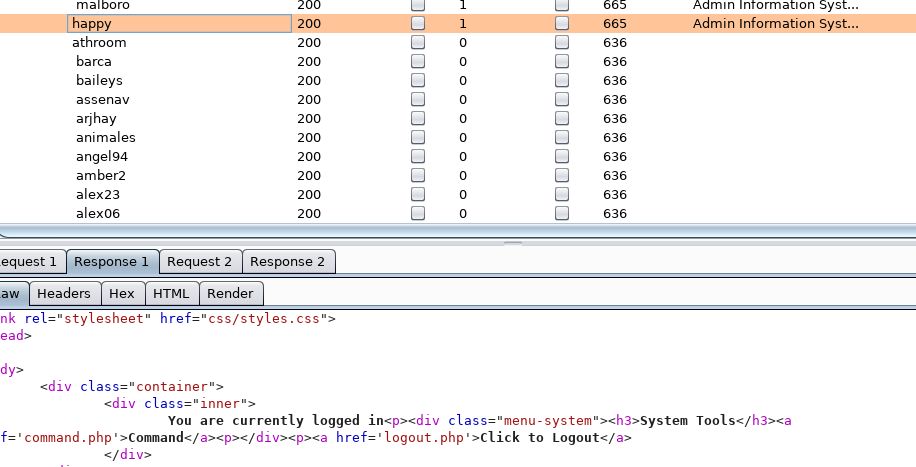 malboro 200 1 665 Admin Information Syst...
happy 200 1 665 Admin Information Syst...
athroom 200 0 636
barca 200 0 636
baileys 200 0 636
assenav 200 0 636
arjhay 200 0 636
animales 200 0 636
angel94 200 0 636
amber2 200 0 636
alex23 200 0 636
alex06 200 0 636
equest 1 Response 1 Request 2 Response 2
aw Headers Hex HTML Render
nk rel="stylesheet" href="css/styles.css">
ead>
dy>
<div class="container">
<div class="inner">
You are currently logged in<p><div class="menu-system"><h3>System Tools</h3><a
f='command.php'>Command</a><p></div><p><a href='logout.php'>Click to Logout</a>
</div>